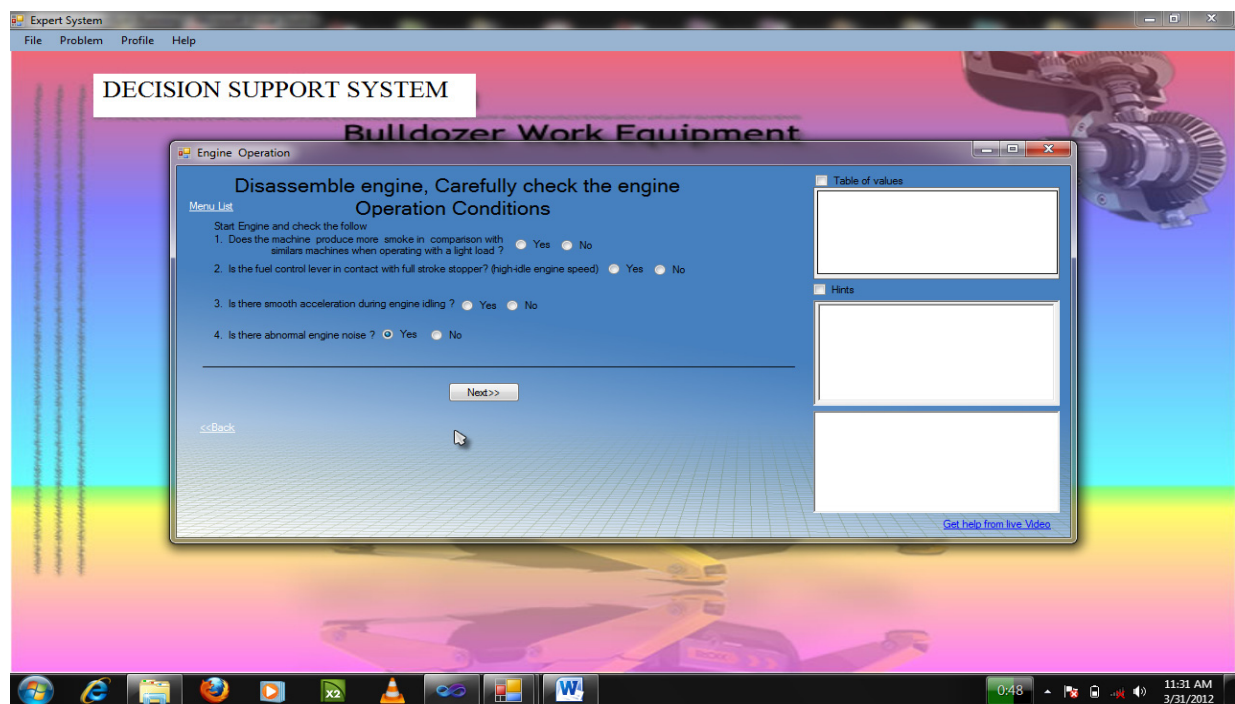 Expert System
File Problem Profile Help
DECISION SUPPORT SYSTEM
Bulldozer Work Equipment
Engine Operation
Disassemble engine, Carefully check the engine
Operation Conditions
Menu List
Start Engine and check the follow
1. Does the machine produce more smoke in comparison with
similars machines when operating with a light load ? Yes No
2. Is the fuel control lever in contact with full stroke stopper? (high-idle engine speed) Yes No
3. Is there smooth acceleration during engine idling ? Yes No
4. Is there abnormal engine noise ? Yes No
Next>>
<<Back
Table of values
Hints
Get help from live Video
X2
W
0:48
11:31 AM
3/31/2012